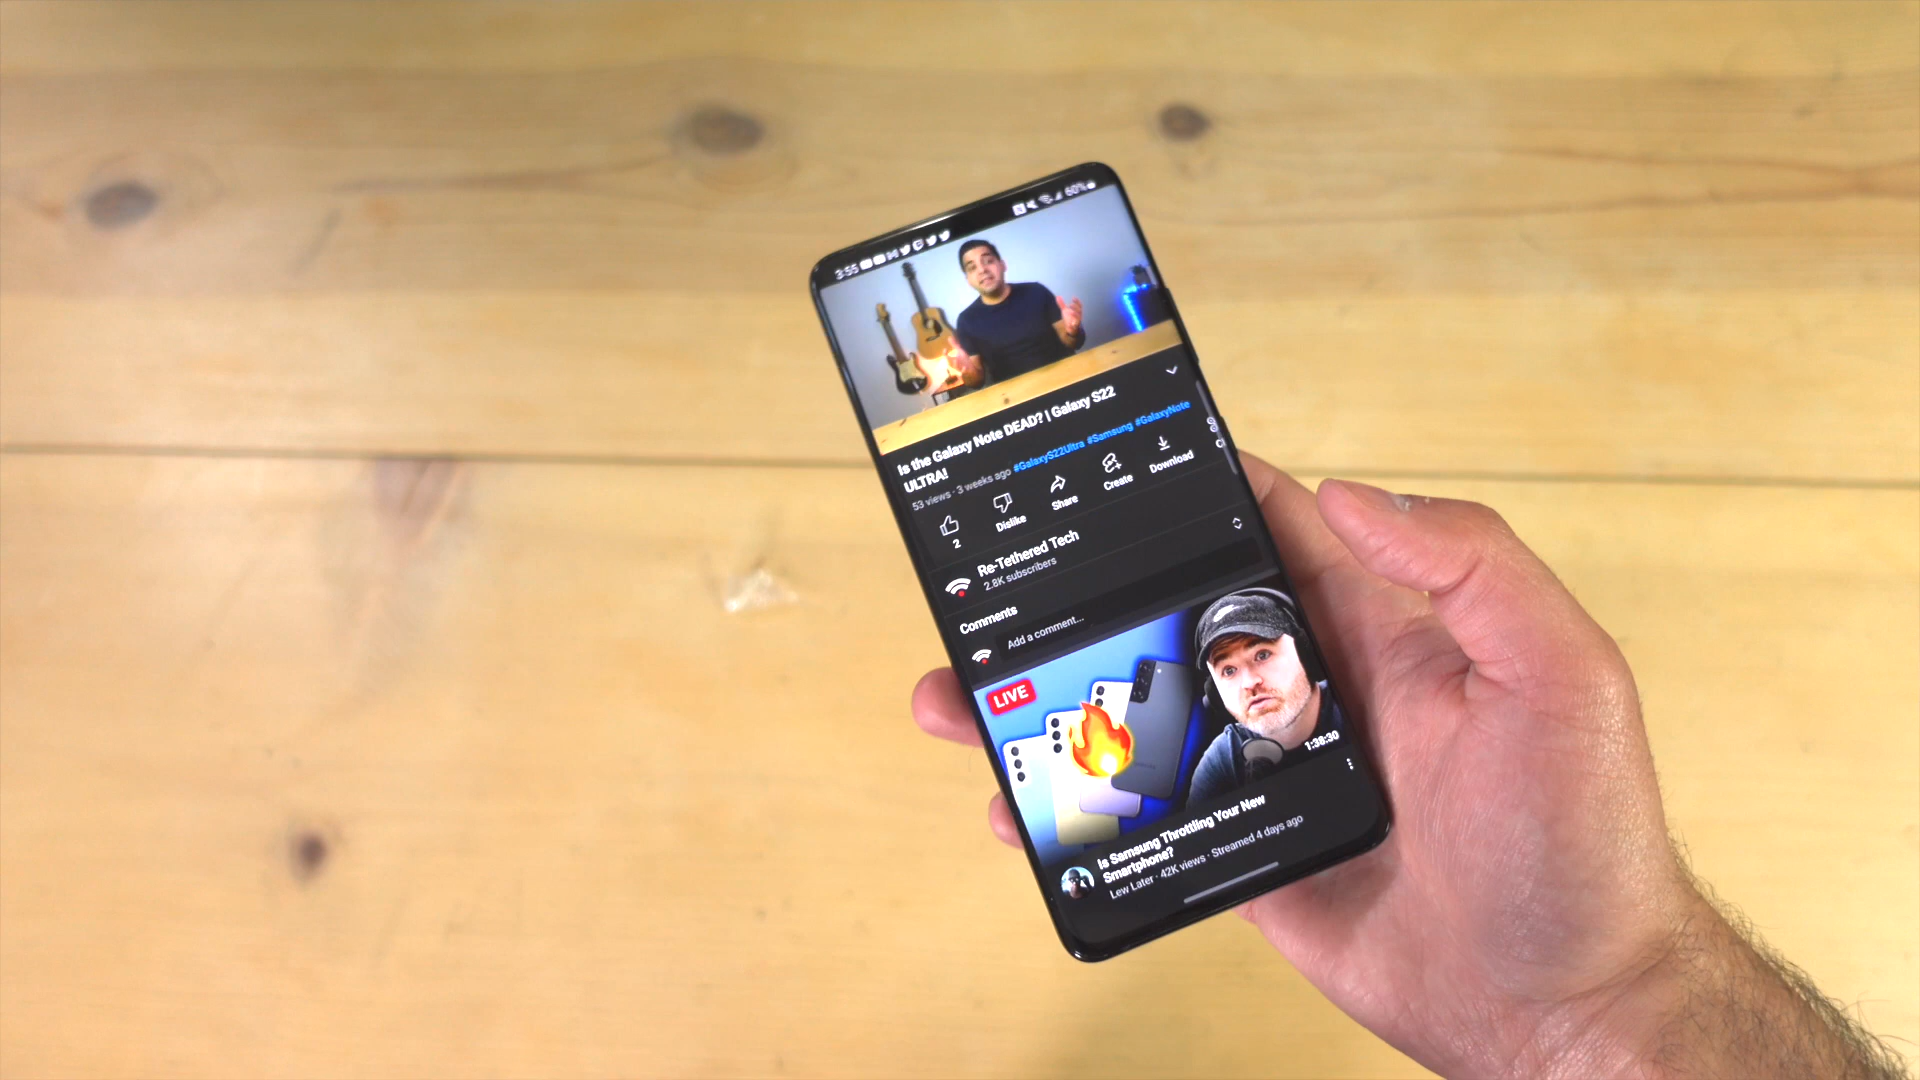 3:55
60%
Is the Galaxy Note DEAD? | Galaxy S22
ULTRA!
53 views · 3 weeks ago #GalaxyS22Ultra #Samsung #GalaxyNote
2
Dislike
Share
Create
Download
Re-Tethered Tech
2.8K subscribers
Comments
Add a comment...
LIVE
1:38:30
Is Samsung Throttling Your New
Smartphone?
Lew Later · 42K views · Streamed 4 days ago